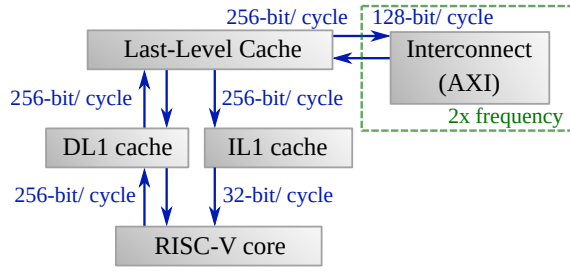 256-bit/ cycle
128-bit/ cycle
Last-Level Cache
Interconnect
(AXI)
2x frequency
256-bit/ cycle
256-bit/ cycle
DL1 cache
IL1 cache
256-bit/ cycle
32-bit/ cycle
RISC-V core